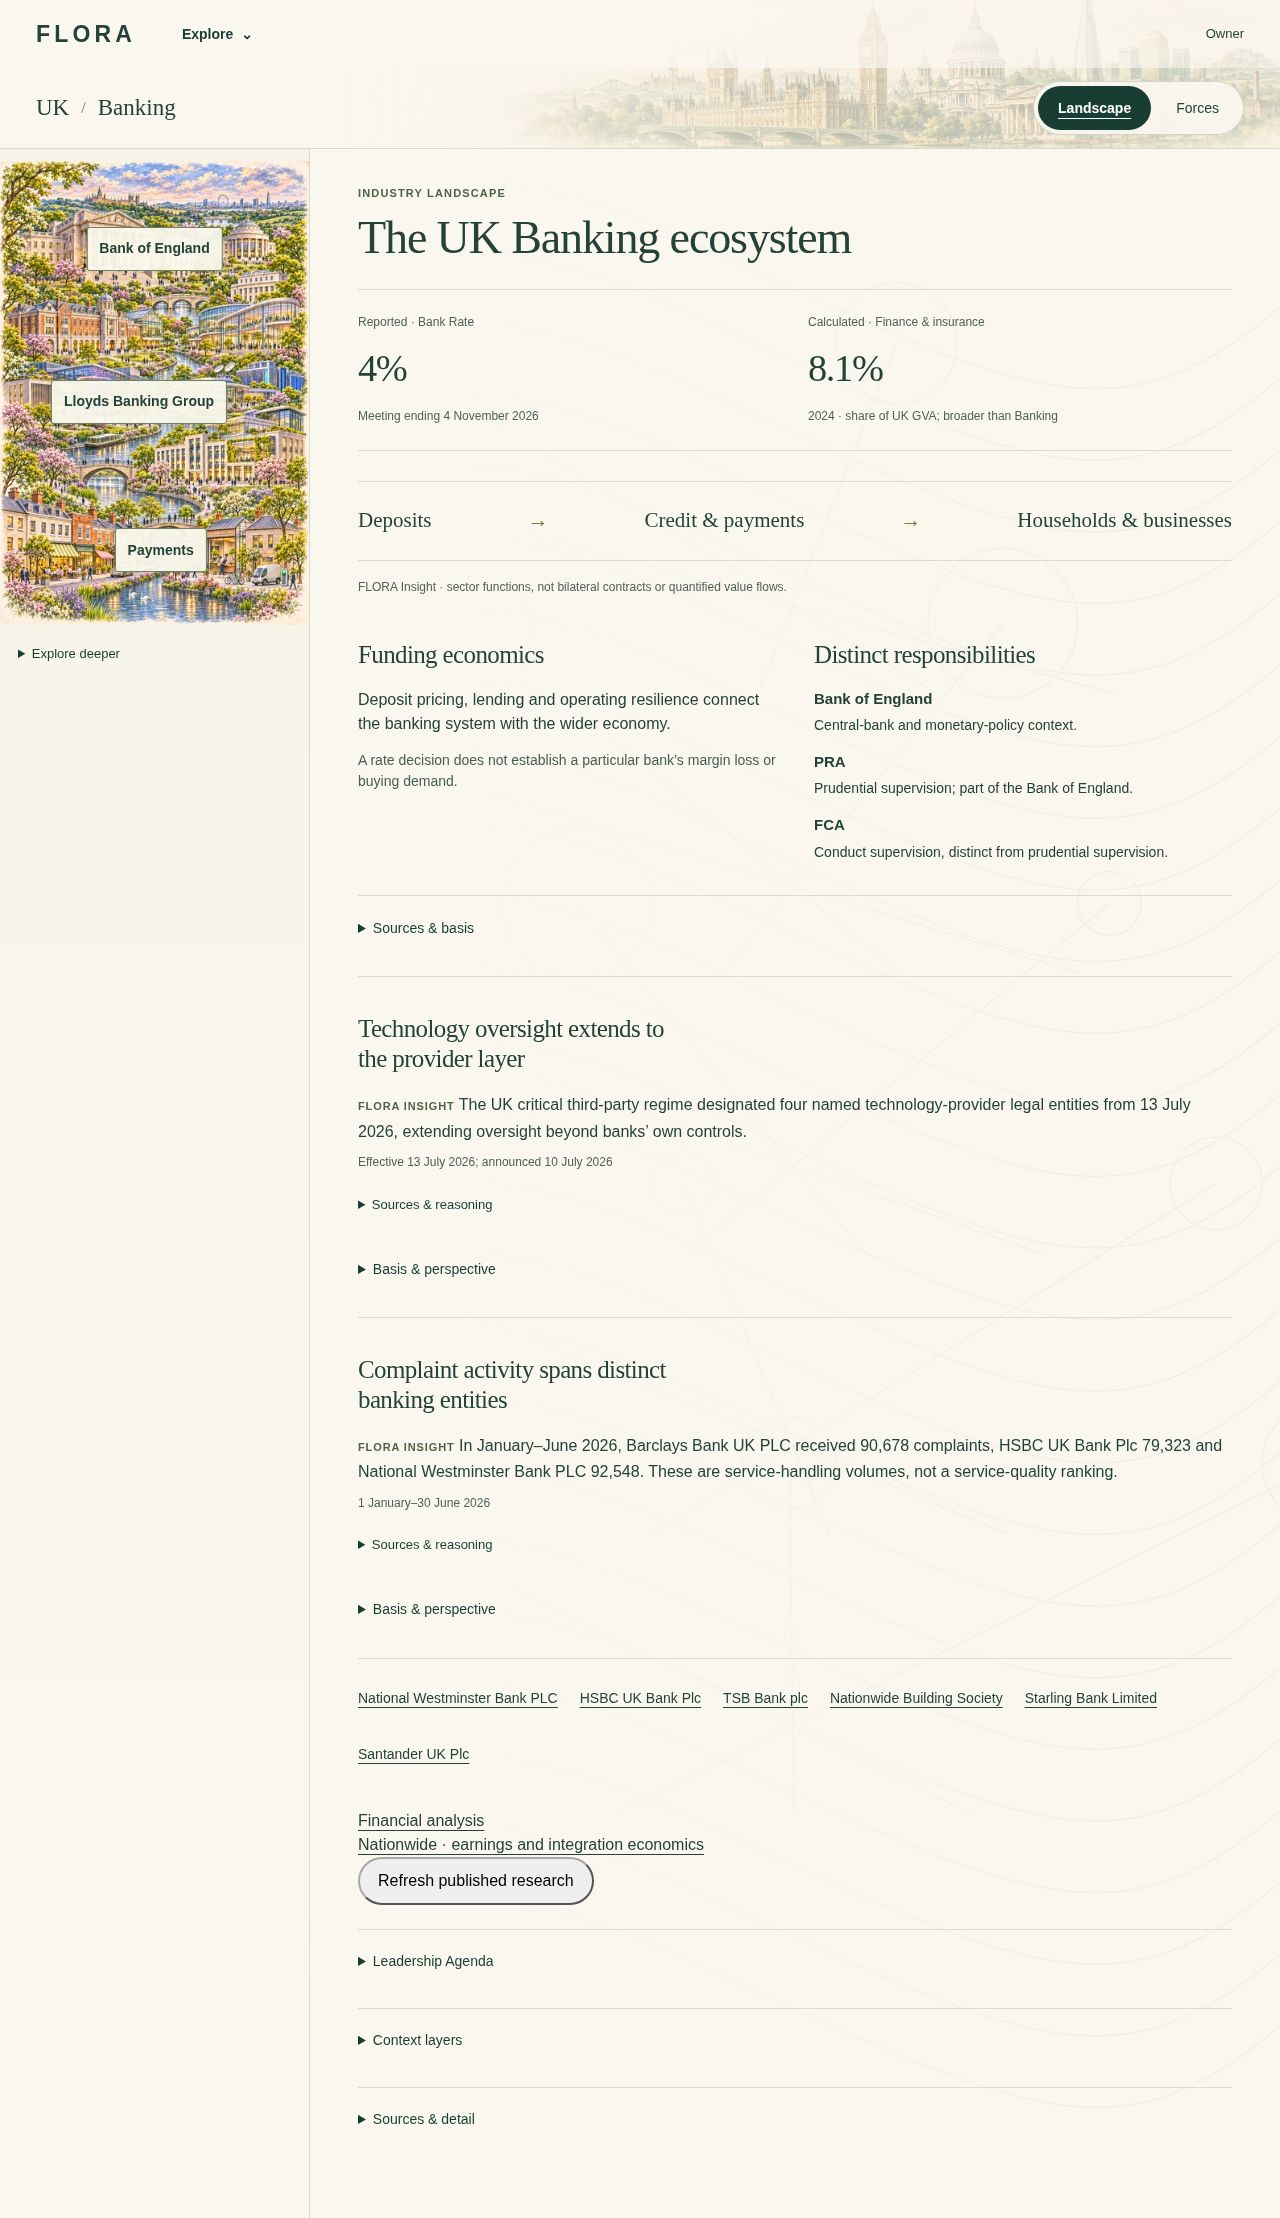 FLORA
Explore
Owner
UK / Banking
Landscape
Forces
Bank of England
Lloyds Banking Group
Payments
▶ Explore deeper
INDUSTRY LANDSCAPE
The UK Banking ecosystem
Reported · Bank Rate
4%
Meeting ending 4 November 2026
Calculated · Finance & insurance
8.1%
2024 · share of UK GVA; broader than Banking
Deposits → Credit & payments → Households & businesses
FLORA Insight · sector functions, not bilateral contracts or quantified value flows.
Funding economics
Deposit pricing, lending and operating resilience connect
the banking system with the wider economy.
A rate decision does not establish a particular bank’s margin loss or
buying demand.
Distinct responsibilities
Bank of England
Central-bank and monetary-policy context.
PRA
Prudential supervision; part of the Bank of England.
FCA
Conduct supervision, distinct from prudential supervision.
▶ Sources & basis
Technology oversight extends to
the provider layer
FLORA INSIGHT The UK critical third-party regime designated four named technology-provider legal entities from 13 July
2026, extending oversight beyond banks’ own controls.
Effective 13 July 2026; announced 10 July 2026
▶ Sources & reasoning
▶ Basis & perspective
Complaint activity spans distinct
banking entities
FLORA INSIGHT In January–June 2026, Barclays Bank UK PLC received 90,678 complaints, HSBC UK Bank Plc 79,323 and
National Westminster Bank PLC 92,548. These are service-handling volumes, not a service-quality ranking.
1 January–30 June 2026
▶ Sources & reasoning
▶ Basis & perspective
National Westminster Bank PLC HSBC UK Bank Plc TSB Bank plc Nationwide Building Society Starling Bank Limited
Santander UK Plc
Financial analysis
Nationwide · earnings and integration economics
Refresh published research
▶ Leadership Agenda
▶ Context layers
▶ Sources & detail